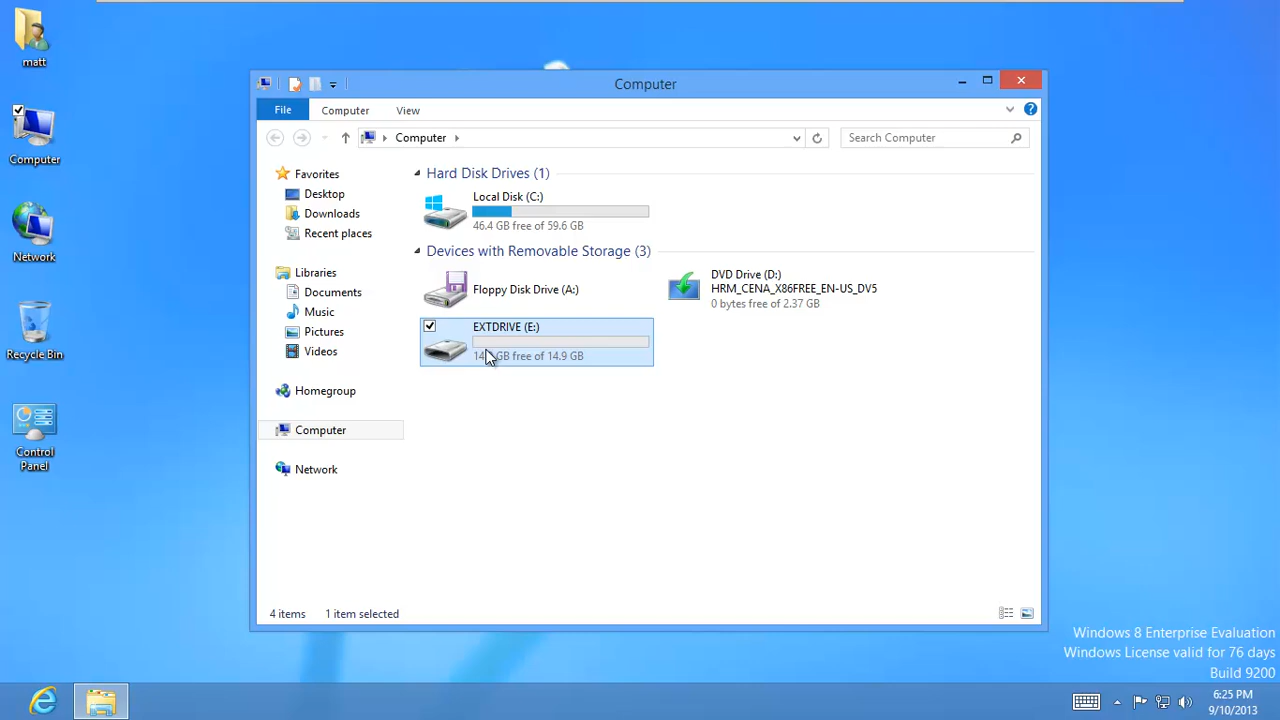 matt
Computer
Network
Recycle Bin
Control
Panel
Computer
File
Computer
View
Computer
Search Computer
Favorites
Desktop
Downloads
Recent places
Libraries
Documents
Music
Pictures
Videos
Homegroup
Computer
Network
Hard Disk Drives (1)
Local Disk (C:)
46.4 GB free of 59.6 GB
Devices with Removable Storage (3)
Floppy Disk Drive (A:)
DVD Drive (D:)
HRM_CENA_X86FREE_EN-US_DV5
0 bytes free of 2.37 GB
EXTDRIVE (E:)
GB free of 14.9 GB
4 items
1 item selected
Windows 8 Enterprise Evaluation
Windows License valid for 76 days
Build 9200
6:25 PM
9/10/2013